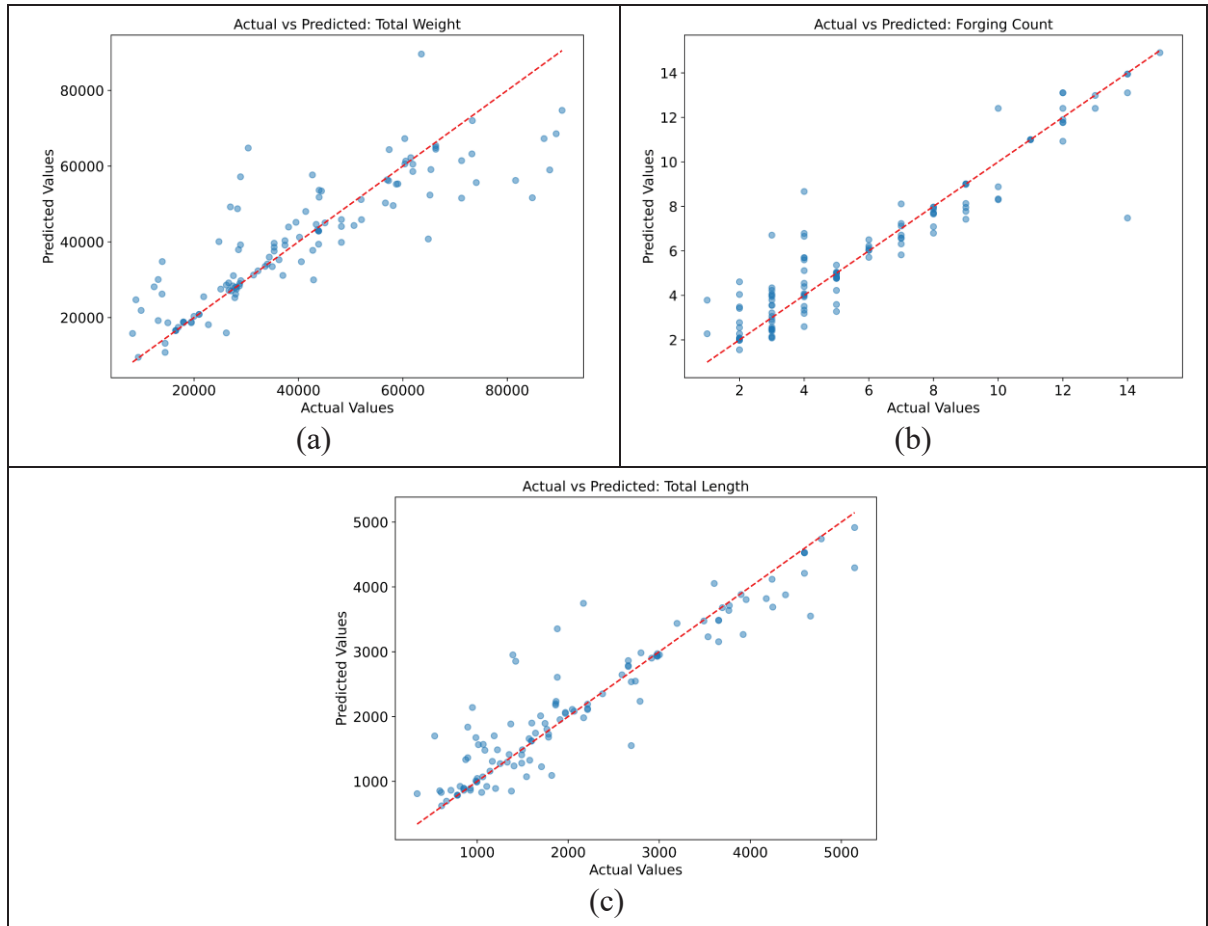 Actual vs Predicted: Total Weight
Predicted Values
80000
60000
40000
20000
20000 40000 60000 80000
Actual Values
(a)
Actual vs Predicted: Forging Count
Predicted Values
14
12
10
8
6
4
2
2 4 6 8 10 12 14
Actual Values
(b)
Actual vs Predicted: Total Length
Predicted Values
5000
4000
3000
2000
1000
1000 2000 3000 4000 5000
Actual Values
(c)